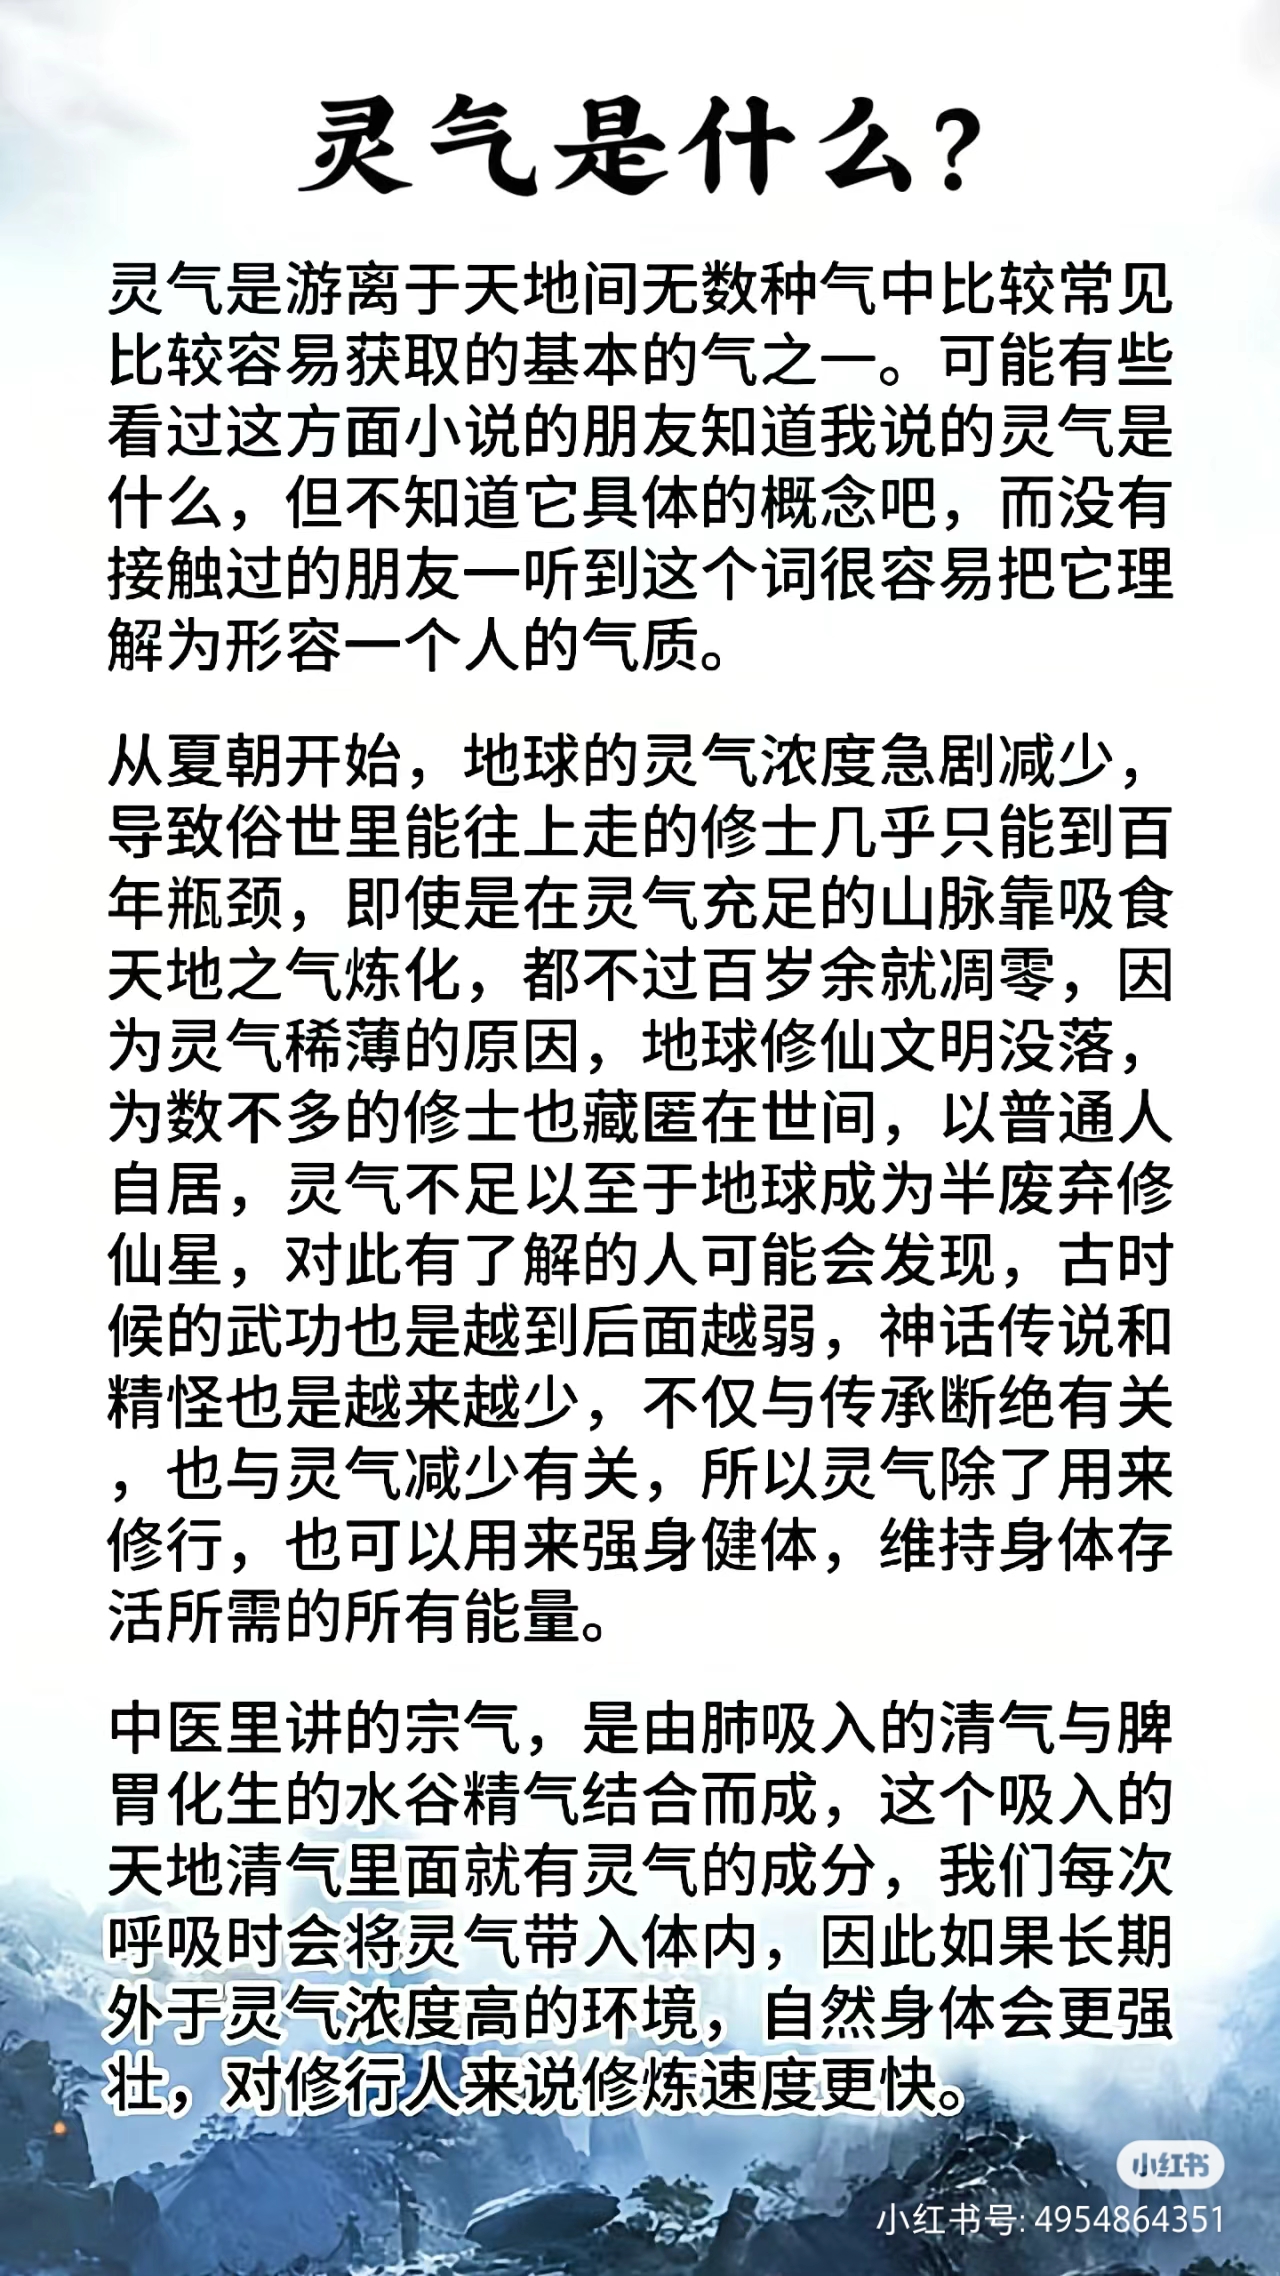 灵气是什么?
灵气是游离于天地间无数种气中比较常见
比较容易获取的基本的气之一。可能有些
看过这方面小说的朋友知道我说的灵气是
什么，但不知道它具体的概念吧，而没有
接触过的朋友一听到这个词很容易把它理
解为形容一个人的气质。
从夏朝开始，地球的灵气浓度急剧减少，
导致俗世里能往上走的修士几乎只能到百
年瓶颈，即使是在灵气充足的山脉靠吸食
天地之气炼化，都不过百岁余就凋零，因
为灵气稀薄的原因，地球修仙文明没落，
为数不多的修士也藏匿在世间，以普通人
自居，灵气不足以至于地球成为半废弃修
仙星，对此有了解的人可能会发现，古时
候的武功也是越到后面越弱，神话传说和
精怪也是越来越少，不仅与传承断绝有关
，也与灵气减少有关，所以灵气除了用来
修行，也可以用来强身健体，维持身体存
活所需的所有能量。
中医里讲的宗气，是由肺吸入的清气与脾
胃化生的水谷精气结合而成，这个吸入的
天地清气里面就有灵气的成分，我们每次
呼吸时会将灵气带入体内，因此如果长期
外于灵气浓度高的环境，自然身体会更强
壮，对修行人来说修炼速度更快。
小红书
小红书号: 4954864351